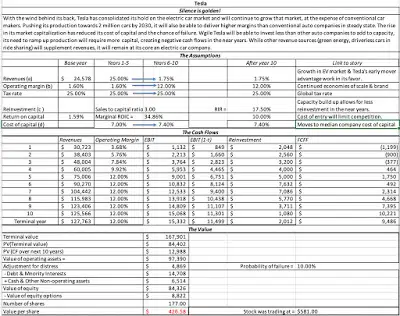 Tesla
Silence is golden!
With the wind behind its back, Tesla has consolidated its hold on the electric car market and will continue to grow that market, at the expense of conventional car
makers. Pushing its production towards 2 million cars by 2030, it will also be able to deliver higher margins than conventional auto companies in steady state. The rise
in its market capitalization has reduced its cost of capital and the chance of failure. While Tesla will be able to invest less than other auto companies to add to capacity,
its need to ramp up production will require more capital, creating negative cash flows in the near years. While other revenue sources (green energy, driverless cars in
ride sharing) will supplement revenues, it will remain at its core an electric car company.
The Assumptions
Base year Years 1-5 Years 6-10 After year 10 Link to story
Revenues (a) $ 24,578 25.00% 1.75% 1.75% Growth in EV market & Tesla's early mover advantage work in its favor.
Operating margin (b) 1.60% 1.60% 12.00% 12.00% Continued economies of scale & brand
Tax rate 25.00% 25.00% 25.00% 25.00% Global tax rate
Reinvestment (c) Sales to capital ratio 3.00 RIR = 17.50% Capacity build up allows for less reinvestment in the near years.
Return on capital 1.59% Marginal ROIC = 34.86% 10.00% Cost of entry will limit competition.
Cost of capital (d) 7.00% 7.40% 7.40% Moves to median company cost of capital
The Cash Flows
Revenues Operating Margin EBIT EBIT (1-t) Reinvestment FCFF
1 $ 30,723 3.68% $ 1,132 $ 849 $ 2,048 $ (1,199)
2 $ 38,403 5.76% $ 2,213 $ 1,660 $ 2,560 $ (900)
3 $ 48,004 7.84% $ 3,764 $ 2,823 $ 3,200 $ (377)
4 $ 60,005 9.92% $ 5,953 $ 4,465 $ 4,000 $ 464
5 $ 75,006 12.00% $ 9,001 $ 6,751 $ 5,000 $ 1,750
6 $ 90,270 12.00% $ 10,832 $ 8,124 $ 7,632 $ 492
7 $ 104,442 12.00% $ 12,533 $ 9,400 $ 7,086 $ 2,314
8 $ 115,983 12.00% $ 13,918 $ 10,438 $ 5,770 $ 4,668
9 $ 123,406 12.00% $ 14,809 $ 11,107 $ 3,711 $ 7,395
10 $ 125,566 12.00% $ 15,068 $ 11,301 $ 1,080 $ 10,221
Terminal year $ 127,763 12.00% $ 15,332 $ 11,499 $ 2,012 $ 9,486
The Value
Terminal value $ 167,901
PV(Terminal value) $ 84,402
PV (CF over next 10 years) $ 12,988
Value of operating assets = $ 97,390
Adjustment for distress $ 4,869 Probability of failure = 10.00%
- Debt & Minority Interests $ 14,708
+ Cash & Other Non-operating assets $ 6,514
Value of equity $ 84,326
- Value of equity options $ 8,822
Number of shares 177.00
Value per share $ 426.58 Stock was trading at = $581.00